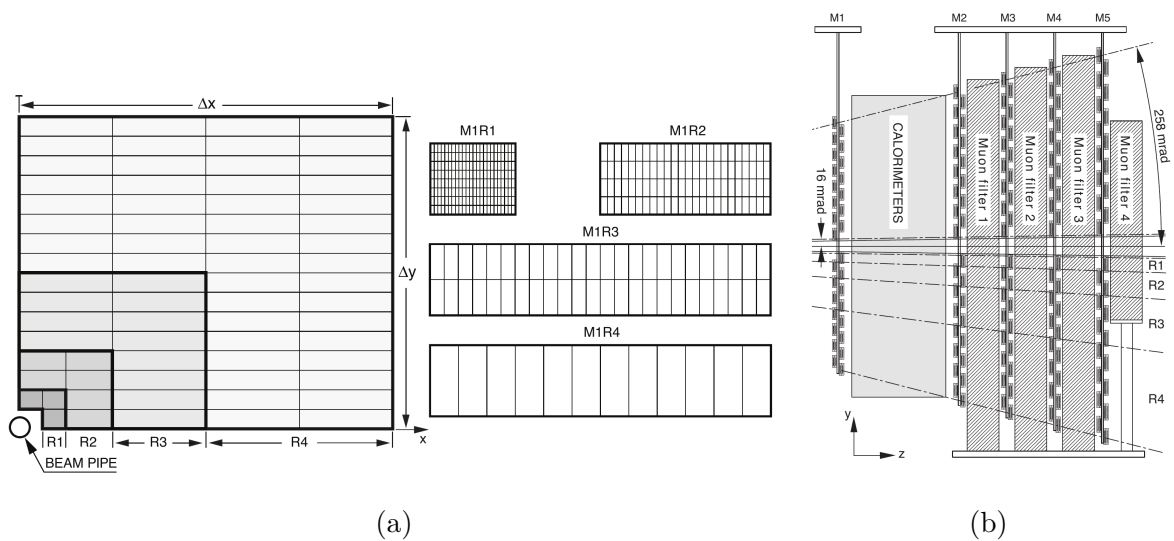 Δx
Δy
x
R1
R2
R3
R4
BEAM PIPE
M1R1
M1R2
M1R3
M1R4
(a)
b)
M1
M2
M3
M4
M5
258 mrad
16 mrad
CALORIMETERS
Muon filter 1
Muon filter 2
Muon filter 3
Muon filter 4
R1
R2
R3
R4
y
z
(b)